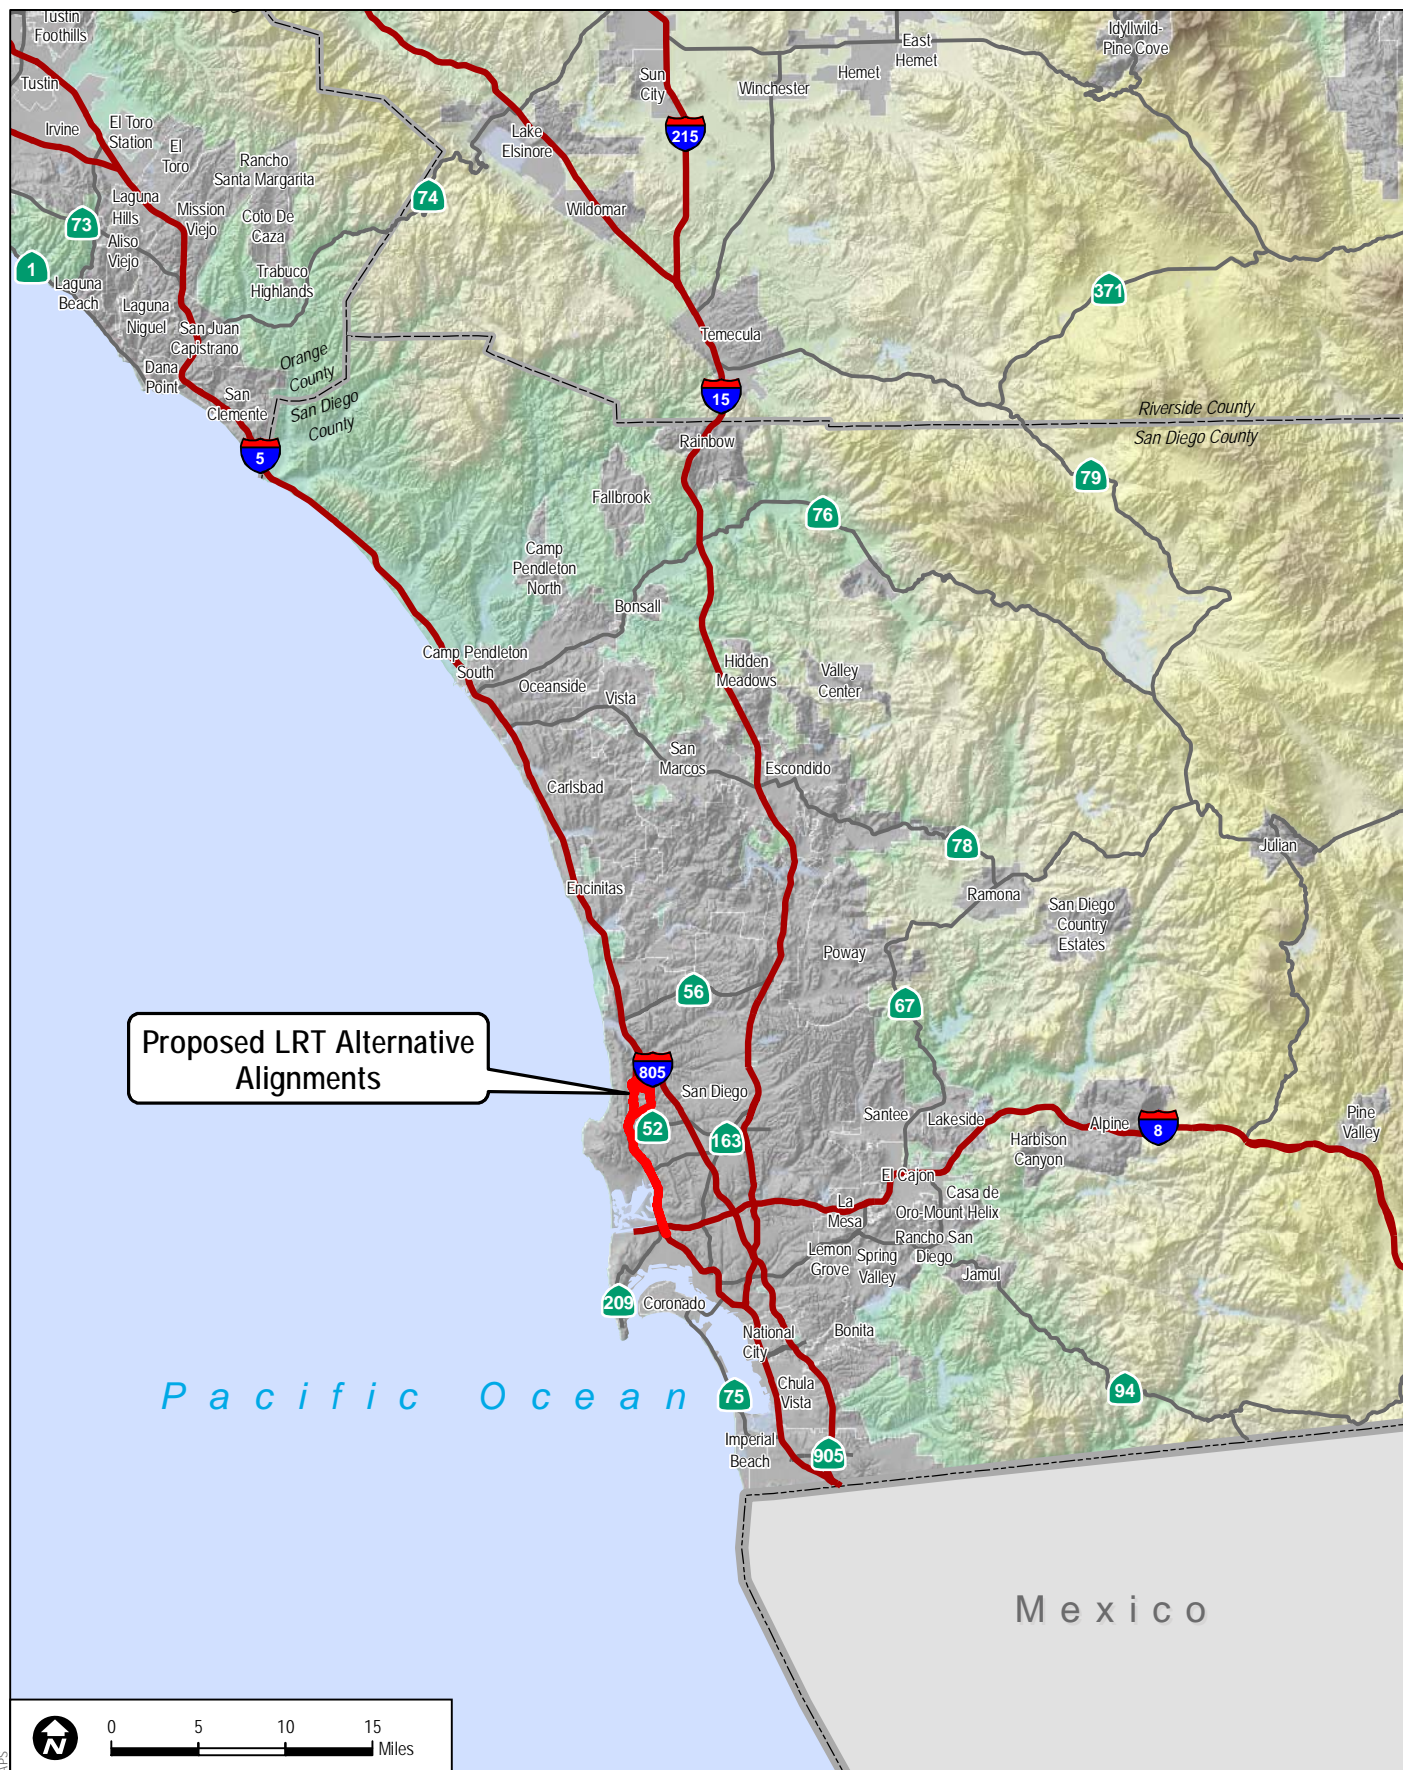 Tustin
Foothills
Tustin
Irvine
El Toro
Station
El
Toro
Rancho
Santa Margarita
Laguna
Hills
Mission
Viejo
Coto De
Caza
Aliso
Viejo
73
1
74
Laguna
Beach
Trabuco
Highlands
Laguna
Niguel
San Juan
Capistrano
Dana
Point
San
Clemente
Orange
County
San Diego
County
5
Sun
City
Lake
Elsinore
Wildomar
215
Winchester
Hemet
East
Hemet
Idyllwild-
Pine Cove
371
Temecula
15
Riverside County
San Diego County
Rainbow
79
76
Fallbrook
Camp
Pendleton
North
Bonsall
Camp Pendleton
South
Oceanside
Vista
Hidden
Meadows
Valley
Center
San
Marcos
Escondido
Carlsbad
78
Julian
Encinitas
Ramona
San Diego
Country
Estates
Poway
56
67
Proposed LRT Alternative
Alignments
805
San Diego
52
163
Santee
Lakeside
Alpine
8
Pine
Valley
Harbison
Canyon
El Cajon
Casa de
Oro-Mount Helix
La
Mesa
Rancho San
Diego
Lemon
Grove
Spring
Valley
Jamul
209
Coronado
National
City
Bonita
75
Chula
Vista
94
Imperial
Beach
905
Pacific Ocean
Mexico
N
0 5 10 15
Miles